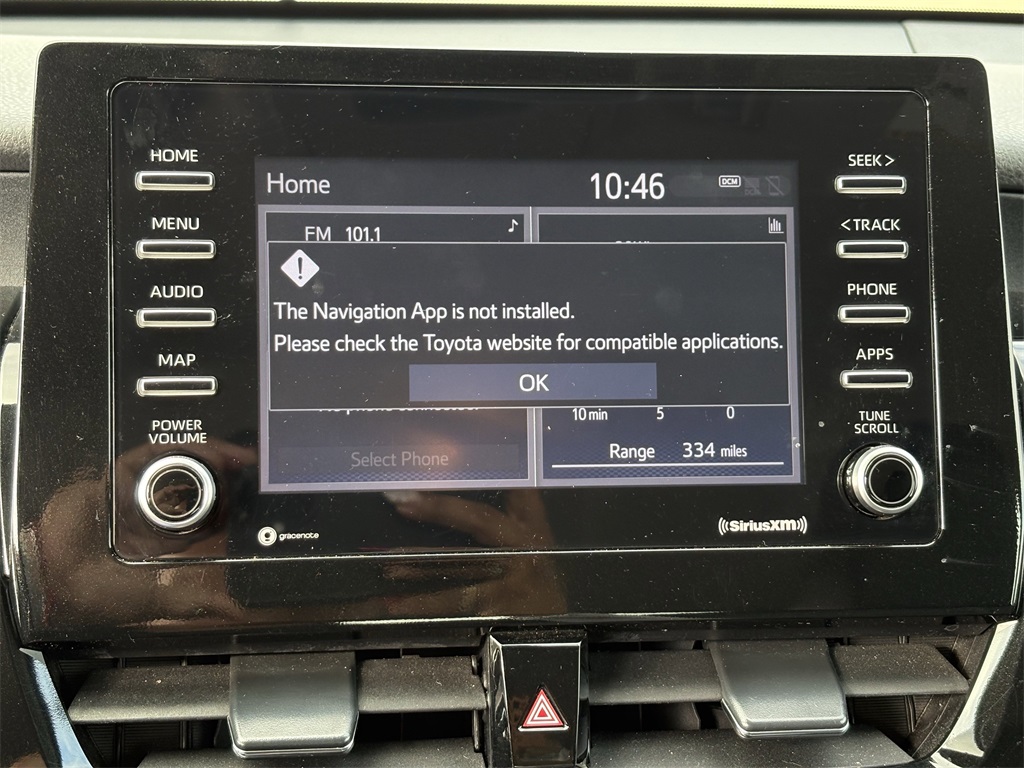 HOME
MENU
AUDIO
MAP
POWER
VOLUME
Home
10:46
DCM
FM 101.1
The Navigation App is not installed.
Please check the Toyota website for compatible applications.
OK
10 min 5 0
Select Phone
Range 334 miles
gracenote
((SiriusXM))
SEEK >
< TRACK
PHONE
APPS
TUNE
SCROLL